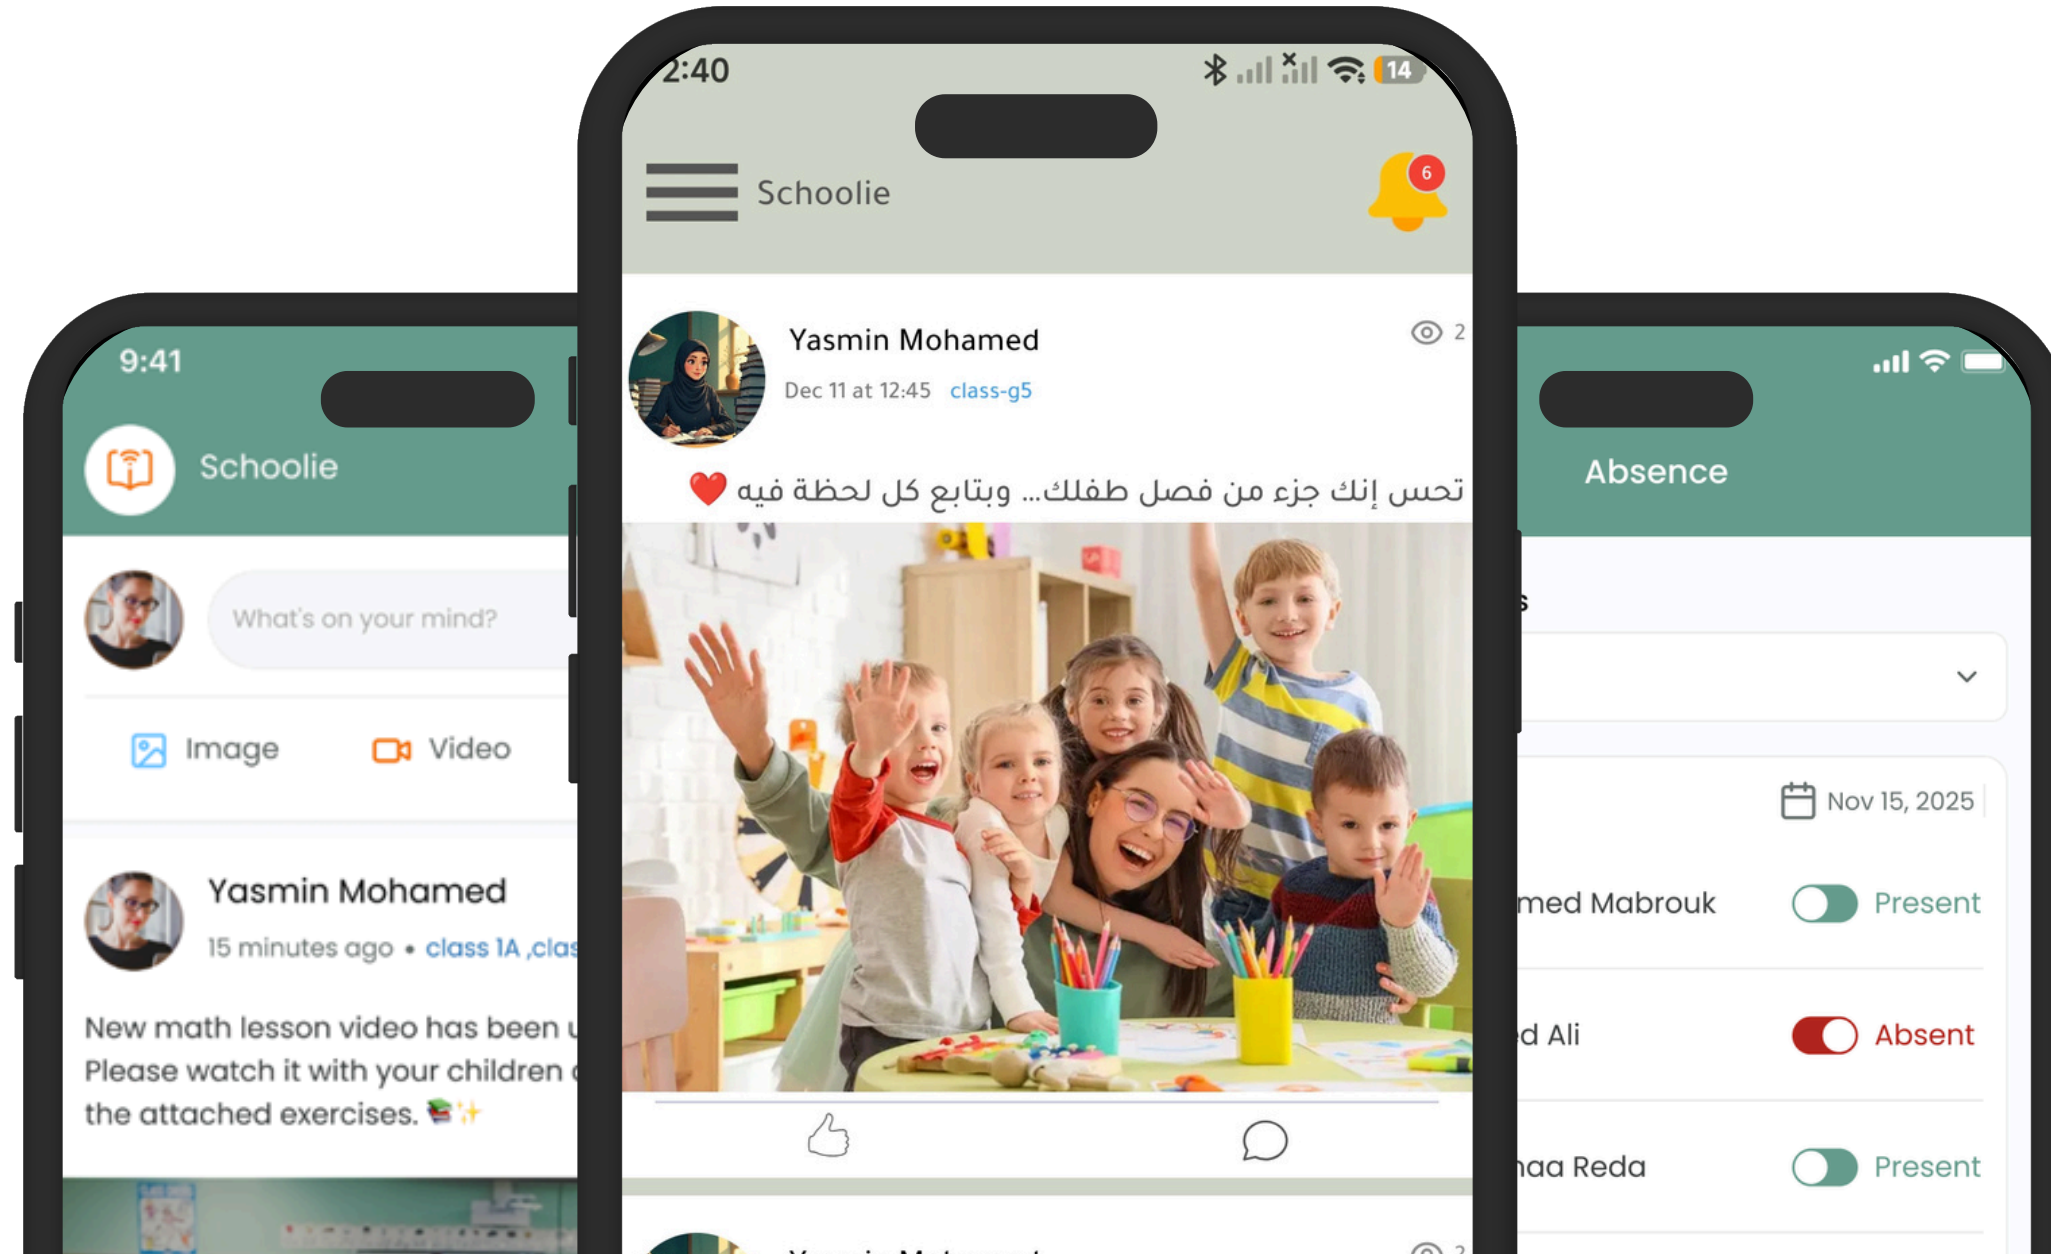 9:41
Schoolie
What's on your mind?
Image
Video
Yasmin Mohamed
15 minutes ago • class 1A ,clas
New math lesson video has been u
Please watch it with your children
the attached exercises. 📚✨
2:40
14
Schoolie
6
Yasmin Mohamed
2
Dec 11 at 12:45 class-g5
تحس إنك جزء من فصل طفلك... وبتابع كل لحظة فيه ❤️
2
Absence
s
Nov 15, 2025
med Mabrouk
Present
d Ali
Absent
aa Reda
Present